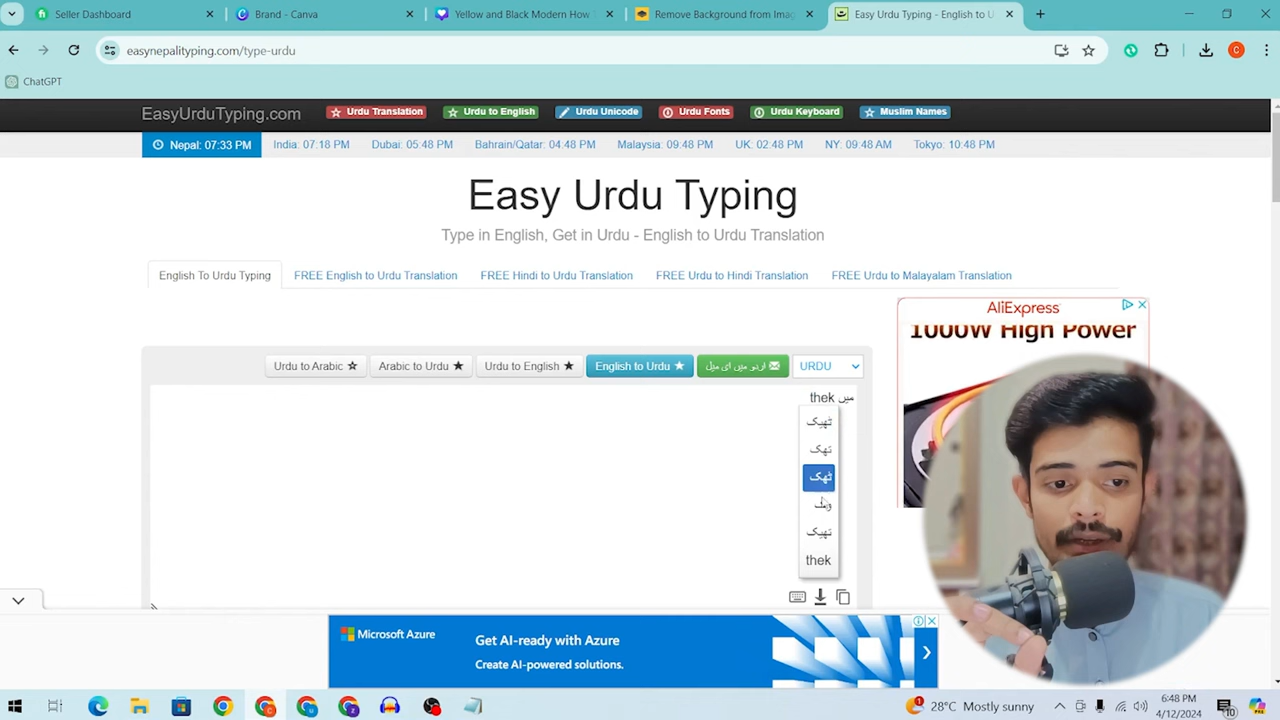 Seller Dashboard
Brand - Canva
Yellow and Black Modern How T
Remove Background from Imag
Easy Urdu Typing - English to U
easynepalityping.com/type-urdu
C
ChatGPT
EasyUrduTyping.com
Urdu Translation
Urdu to English
Urdu Unicode
Urdu Fonts
Urdu Keyboard
Muslim Names
Nepal: 07:33 PM
India: 07.18 PM
Dubai: 05:48 PM
Bahrain/Qatar: 04:48 PM
Malaysia: 09:48 PM
UK: 02:48 PM
NY: 09:48 AM
Tokyo: 10:48 PM
Easy Urdu Typing
Type in English, Get in Urdu - English to Urdu Translation
English To Urdu Typing
FREE English to Urdu Translation
FREE Hindi to Urdu Translation
FREE Urdu to Hindi Translation
FREE Urdu to Malayalam Translation
AliExpress
1000W High Power
Urdu to Arabic
Arabic to Urdu
Urdu to English
English to Urdu
اردو میں ای میل
URDU
میں thek
ٹھیک
تھک
ٹھک
تھیک
thek
Microsoft Azure
Get AI-ready with Azure
Create AI-powered solutions.
28°C Mostly sunny
6:48 PM
4/12/2024
10